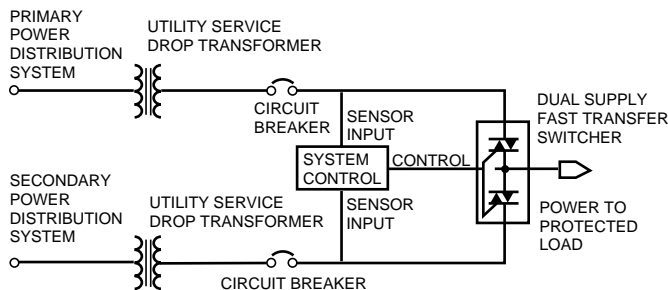 PRIMARY
POWER
DISTRIBUTION
SYSTEM
UTILITY SERVICE
DROP TRANSFORMER
CIRCUIT
BREAKER
SENSOR
INPUT
DUAL SUPPLY
FAST TRANSFER
SWITCHER
SYSTEM
CONTROL
CONTROL
SECONDARY
POWER
DISTRIBUTION
SYSTEM
UTILITY SERVICE
DROP TRANSFORMER
SENSOR
INPUT
POWER TO
PROTECTED
LOAD
CIRCUIT BREAKER